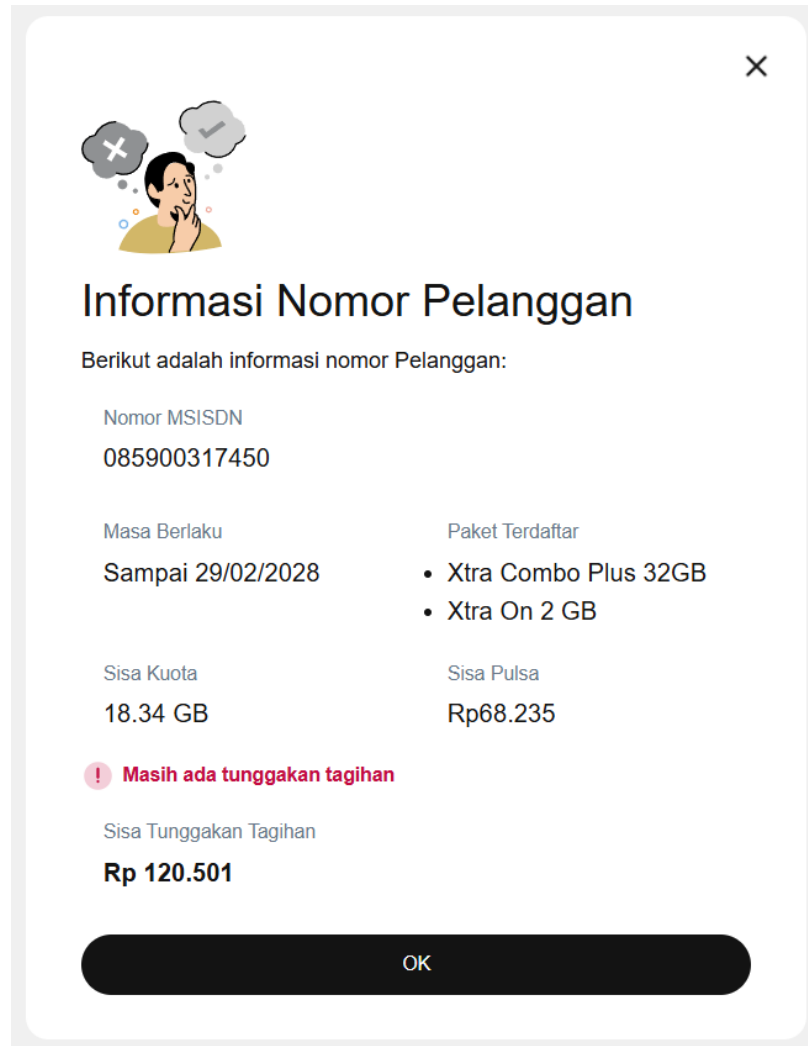 Informasi Nomor Pelanggan
Berikut adalah informasi nomor Pelanggan:
Nomor MSISDN
085900317450
Masa Berlaku
Sampai 29/02/2028
Paket Terdaftar
• Xtra Combo Plus 32GB
• Xtra On 2 GB
Sisa Kuota
18.34 GB
Sisa Pulsa
Rp68.235
! Masih ada tunggakan tagihan
Sisa Tunggakan Tagihan
Rp 120.501
OK